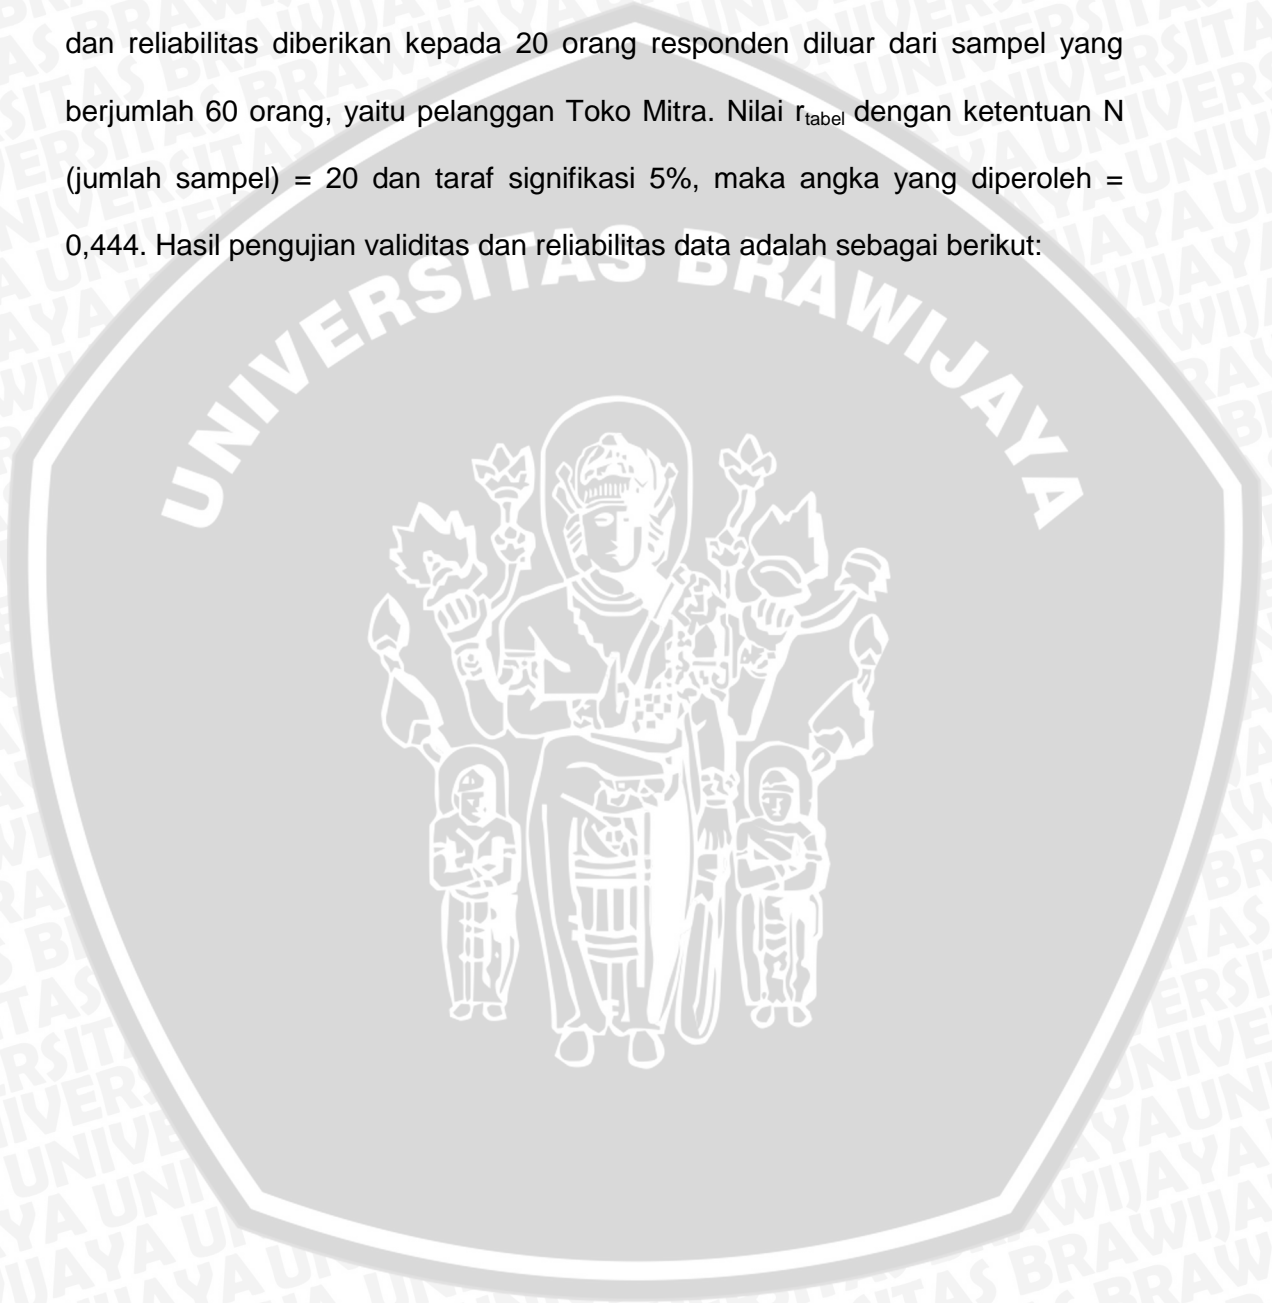 dan reliabilitas diberikan kepada 20 orang responden diluar dari sampel yang
berjumlah 60 orang, yaitu pelanggan Toko Mitra. Nilai rtabel dengan ketentuan N
(jumlah sampel) = 20 dan taraf signifikasi 5%, maka angka yang diperoleh =
0,444. Hasil pengujian validitas dan reliabilitas data adalah sebagai berikut:
UNIVERSITAS BRAWIJAYA